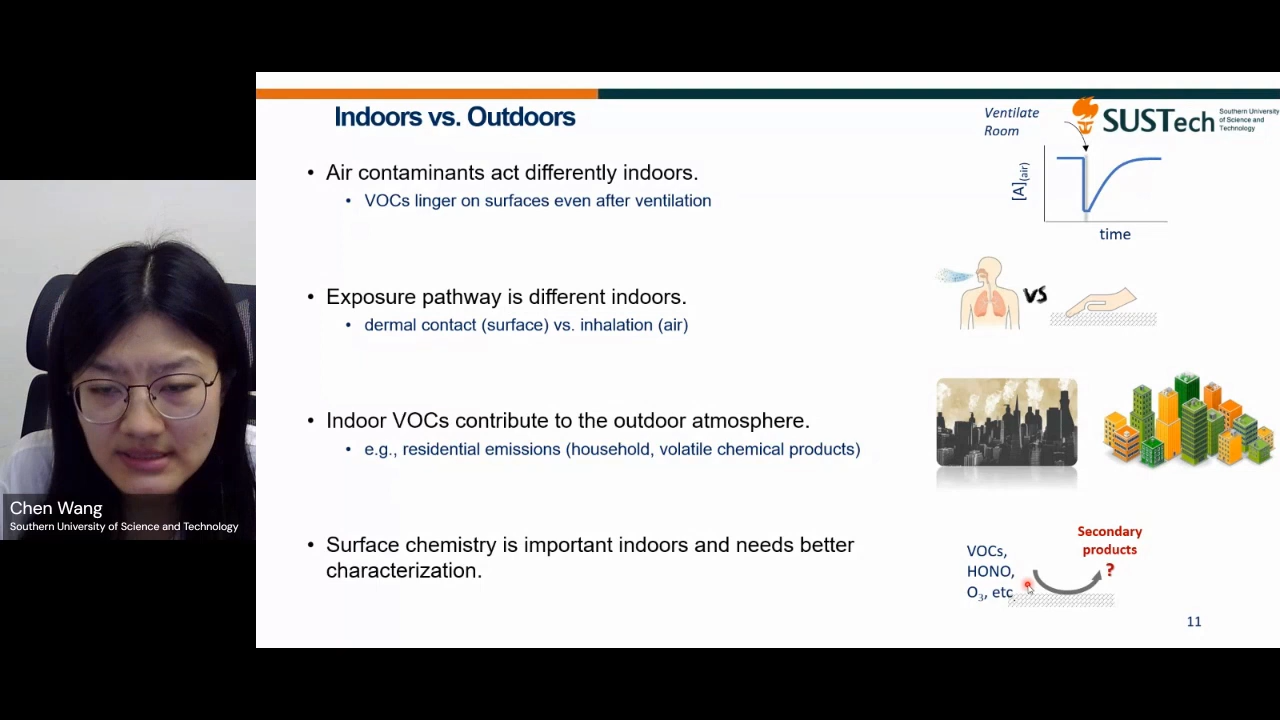 Indoors vs. Outdoors
Ventilate
Room
SUSTech
Southern University
of Science and
Technology
• Air contaminants act differently indoors.
• VOCs linger on surfaces even after ventilation
[A](air)
time
• Exposure pathway is different indoors.
• dermal contact (surface) vs. inhalation (air)
VS
• Indoor VOCs contribute to the outdoor atmosphere.
• e.g., residential emissions (household, volatile chemical products)
Chen Wang
Southern University of Science and Technology
• Surface chemistry is important indoors and needs better
characterization.
Secondary
products
?
VOCs,
HONO,
O₃, etc.
11